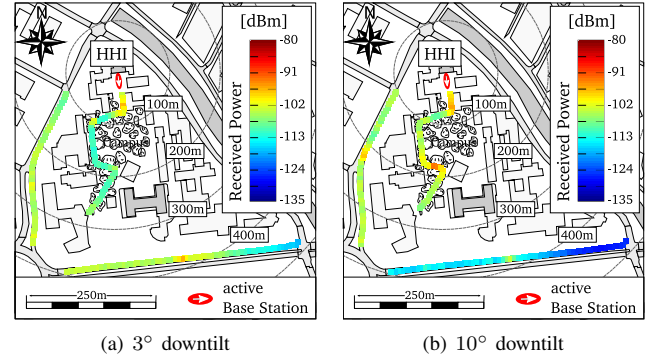 [dBm]
-80
-91
-102
-113
-124
-135
Received Power
HHI
100m
Campus
200m
300m
400m
250m
active
Base Station
(a) 3° downtilt
[dBm]
-80
-91
-102
-113
-124
-135
Received Power
HHI
100m
Campus
200m
300m
400m
250m
active
Base Station
(b) 10° downtilt